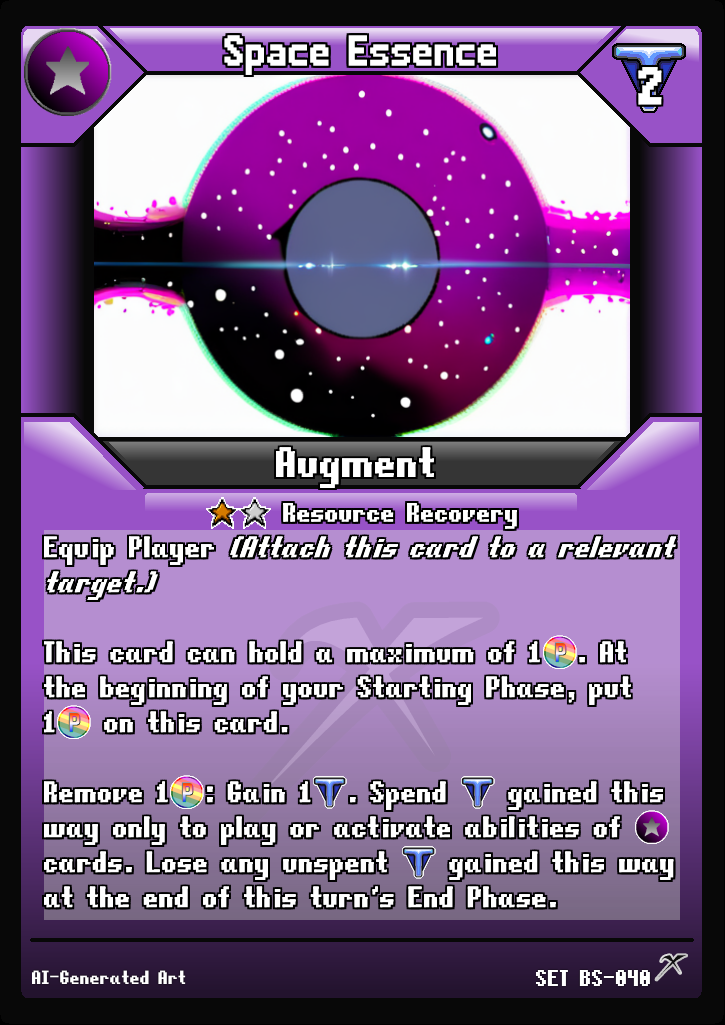 Space Essence
2
Augment
Resource Recovery
Equip Player (Attach this card to a relevant
target.)
This card can hold a maximum of 1 P. At
the beginning of your Starting Phase, put
1 P on this card.
Remove 1 P: Gain 1 T. Spend T gained this
way only to play or activate abilities of
cards. Lose any unspent T gained this way
at the end of this turn's End Phase.
AI-Generated Art
SET BS-040